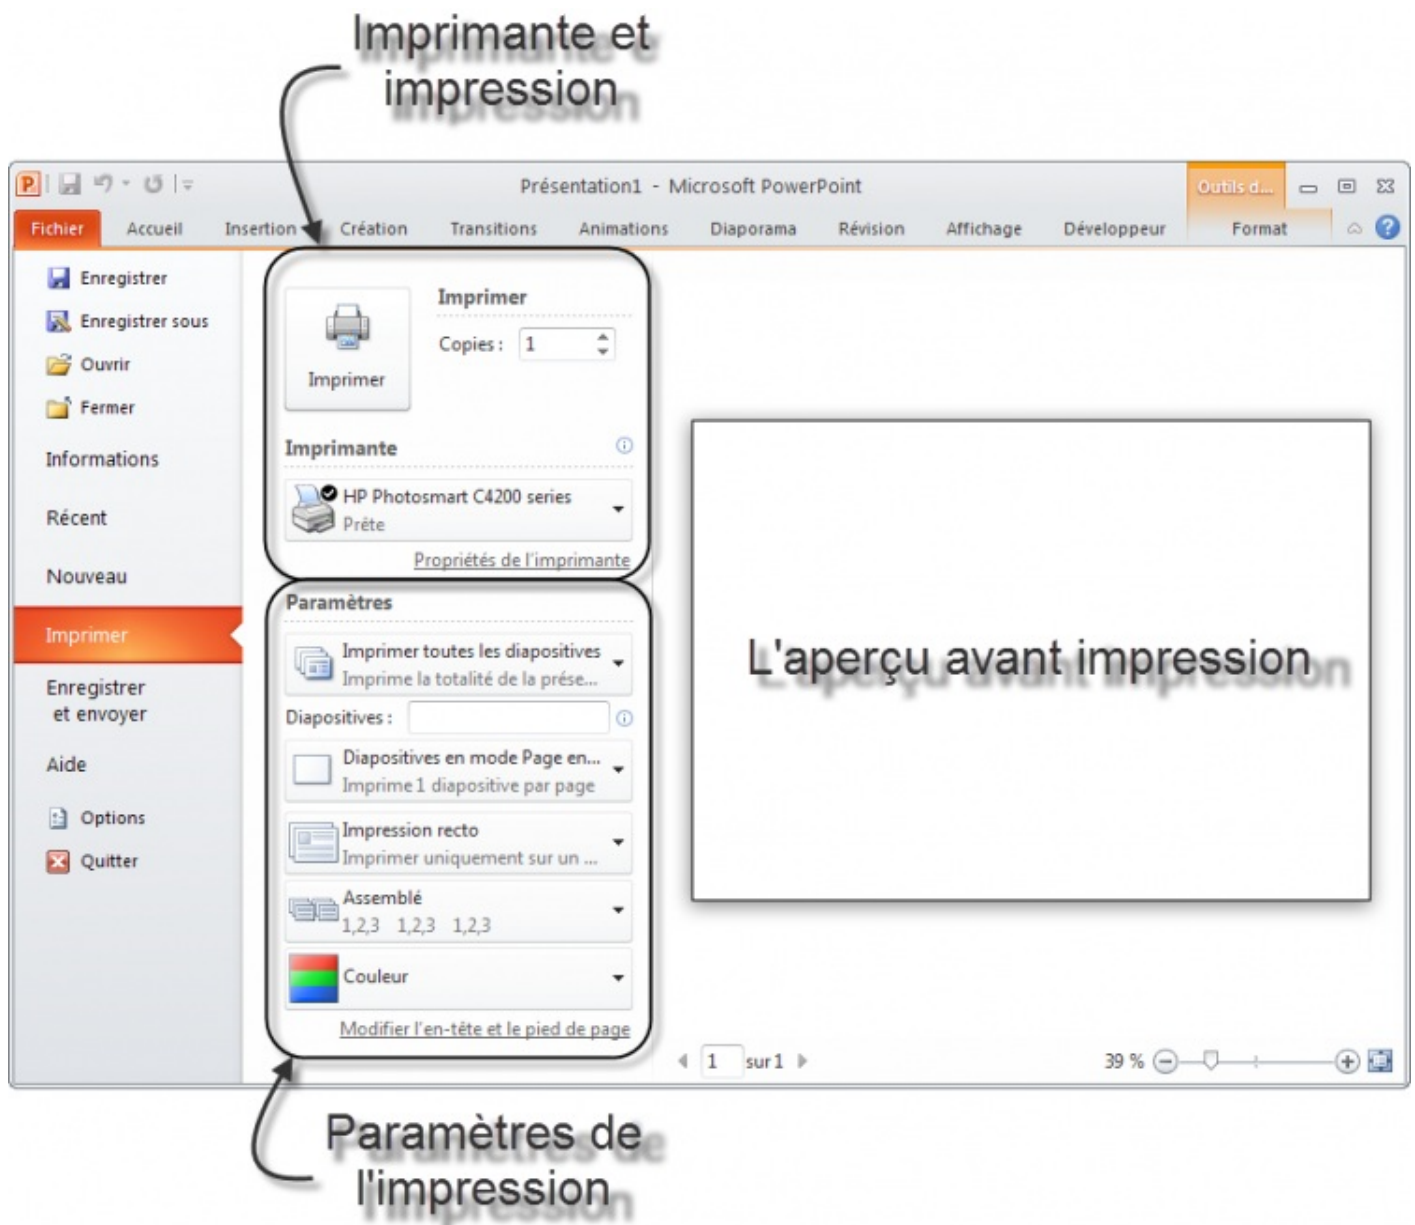 Imprimante et
impression
Présentation1 - Microsoft PowerPoint
Outils d...
Fichier Accueil Insertion Création Transitions Animations Diaporama Révision Affichage Développeur Format
Enregistrer
Enregistrer sous
Ouvrir
Fermer
Informations
Récent
Nouveau
Imprimer
Enregistrer
et envoyer
Aide
Options
Quitter
Imprimer
Imprimer
Copies : 1
Imprimante
HP Photosmart C4200 series
Prête
Propriétés de l'imprimante
Paramètres
Imprimer toutes les diapositives
Imprime la totalité de la prése...
Diapositives :
Diapositives en mode Page en...
Imprime 1 diapositive par page
Impression recto
Imprimer uniquement sur un ...
Assemblé
1,2,3 1,2,3 1,2,3
Couleur
Modifier l'en-tête et le pied de page
L'aperçu avant impression
1 sur 1
39 %
Paramètres de
l'impression